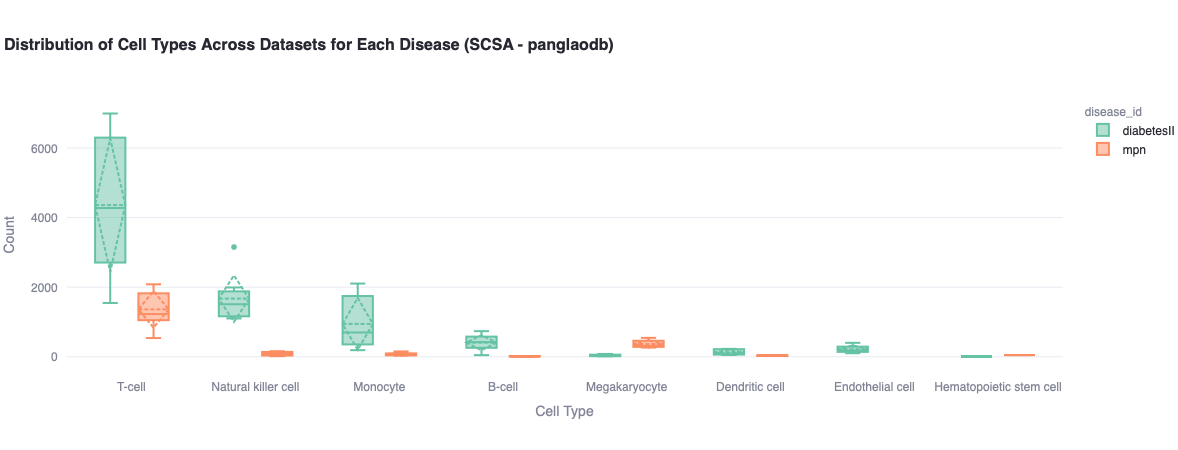 Distribution of Cell Types Across Datasets for Each Disease (SCSA - panglaodb)
disease_id
diabetesII
mpn
6000
4000
2000
0
Count
T-cell
Natural killer cell
Monocyte
B-cell
Megakaryocyte
Dendritic cell
Endothelial cell
Hematopoietic stem cell
Cell Type